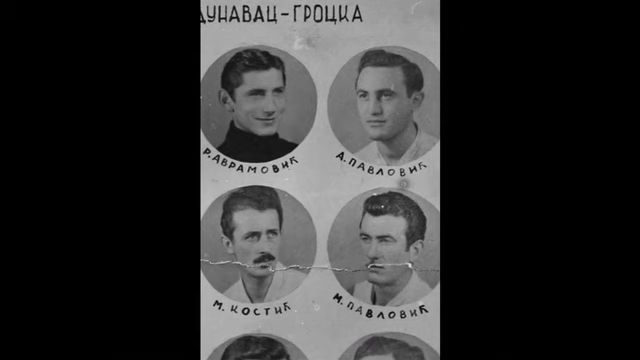 ДУНАВАЦ-ГРОЦКА
Р. АВРАМОВИЋ
А. ПАВЛОВИЋ
М. КОСТИЋ
М. ПАВЛОВИЋ